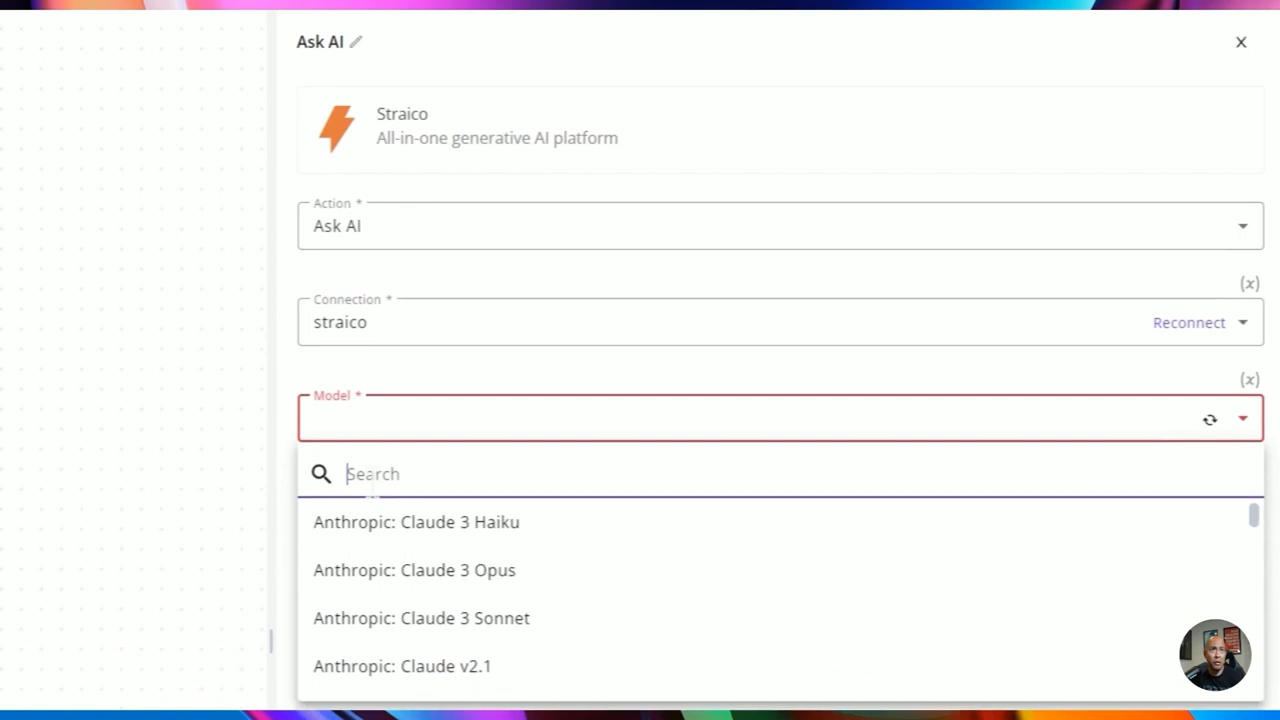 Ask AI
X
Straico
All-in-one generative AI platform
Action *
Ask AI
(x)
Connection *
straico
Reconnect
(x)
Model *
Search
Anthropic: Claude 3 Haiku
Anthropic: Claude 3 Opus
Anthropic: Claude 3 Sonnet
Anthropic: Claude v2.1